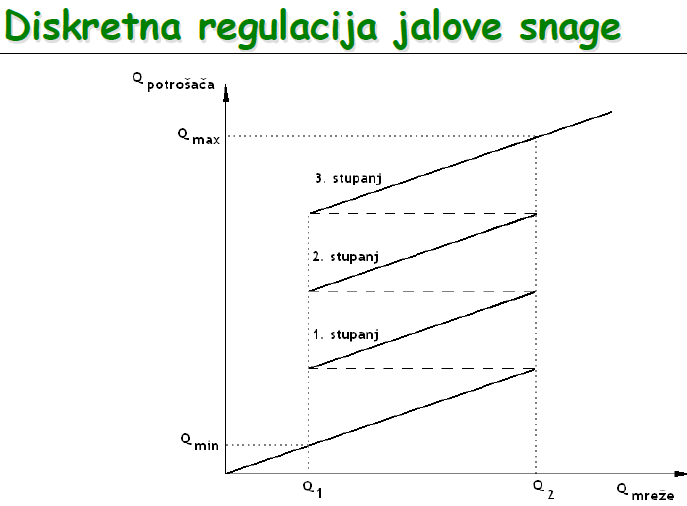 Diskretna regulacija jalove snage
Q potrošača
Q max
3. stupanj
2. stupanj
1. stupanj
Q min
Q 1
Q 2
Q mreže